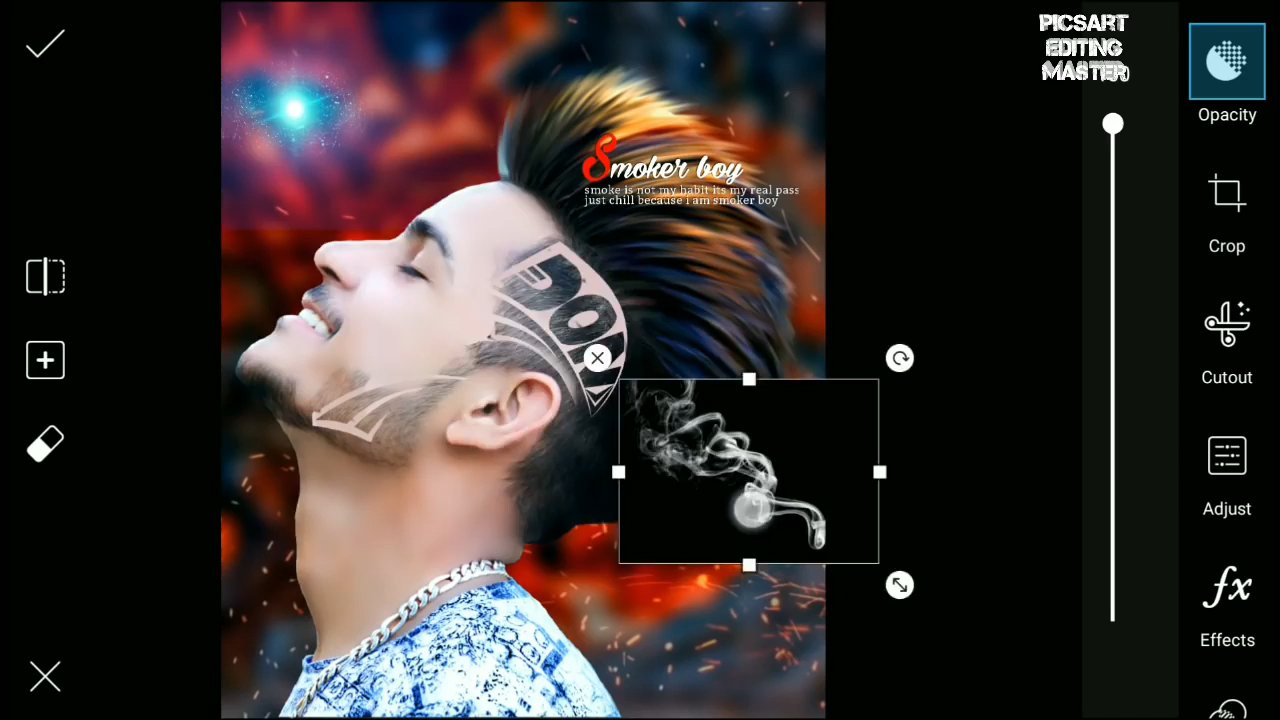 PICSART
EDITING
MASTER
Opacity
Smoker boy
smoke is not my habit its my real pass
just chill because i am smoker boy
Crop
DON
Cutout
Adjust
fx
Effects